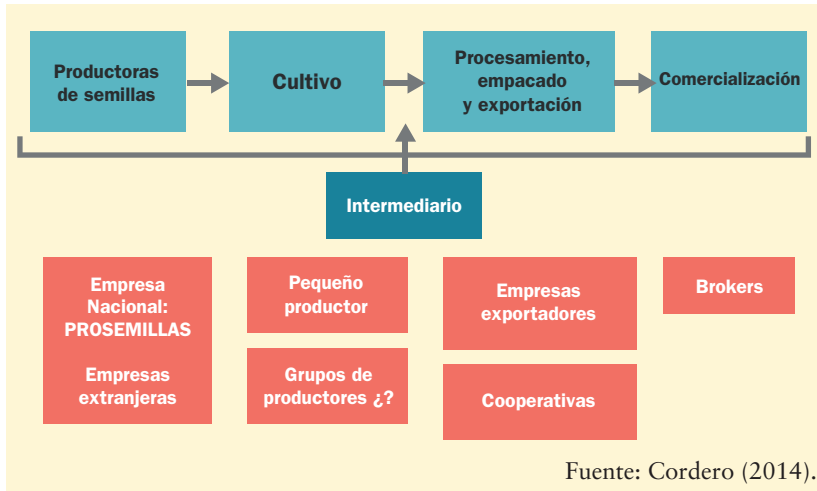 Productoras
de semillas
Cultivo
Procesamiento,
empacado
y exportación
Comercialización
Intermediario
Empresa
Nacional:
PROSEMILLAS
Empresas
extranjeras
Pequeño
productor
Grupos de
productores ¿?
Empresas
exportadores
Cooperativas
Brokers
Fuente: Cordero (2014).